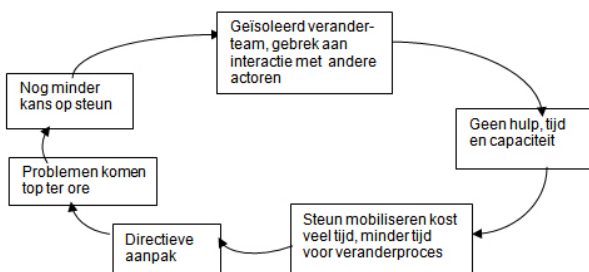 Geïsoleerd verander-
team, gebrek aan
interactie met andere
actoren
Geen hulp, tijd
en capaciteit
Steun mobiliseren kost
veel tijd, minder tijd
voor veranderproces
Directieve
aanpak
Problemen komen
top ter ore
Nog minder
kans op steun